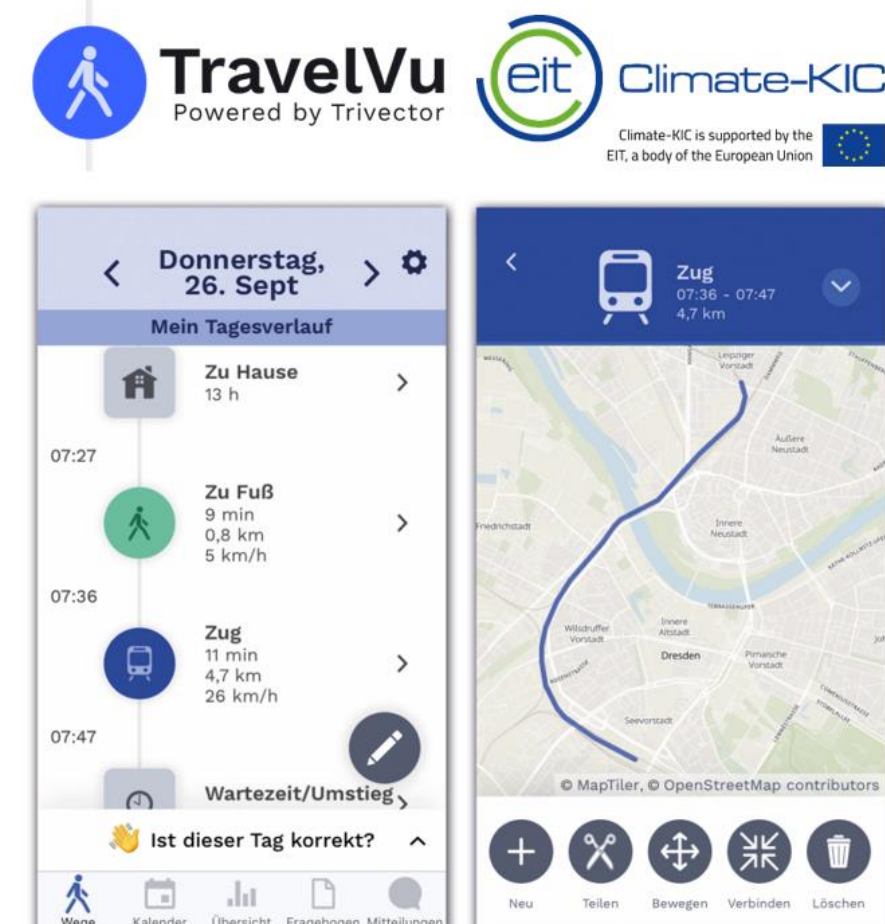 TravelVu
Powered by Trivector
eit
Climate-KIC
Climate-KIC is supported by the
EIT, a body of the European Union
Donnerstag,
26. Sept
Mein Tagesverlauf
Zu Hause
13 h
07:27
Zu Fuß
9 min
0,8 km
5 km/h
07:36
Zug
11 min
4,7 km
26 km/h
07:47
Wartezeit/Umstieg
Ist dieser Tag korrekt?
Wege
Kalender
Übersicht
Fragebogen
Mitteilungen
Zug
07:36 - 07:47
4,7 km
Leipziger
Vorstadt
Äußere
Neustadt
Friedrichstadt
Innere
Neustadt
Wilsdruffer
Vorstadt
Innere
Altstadt
Dresden
Pirnaische
Vorstadt
Seevorstadt
© MapTiler, © OpenStreetMap contributors
Neu
Teilen
Bewegen
Verbinden
Löschen